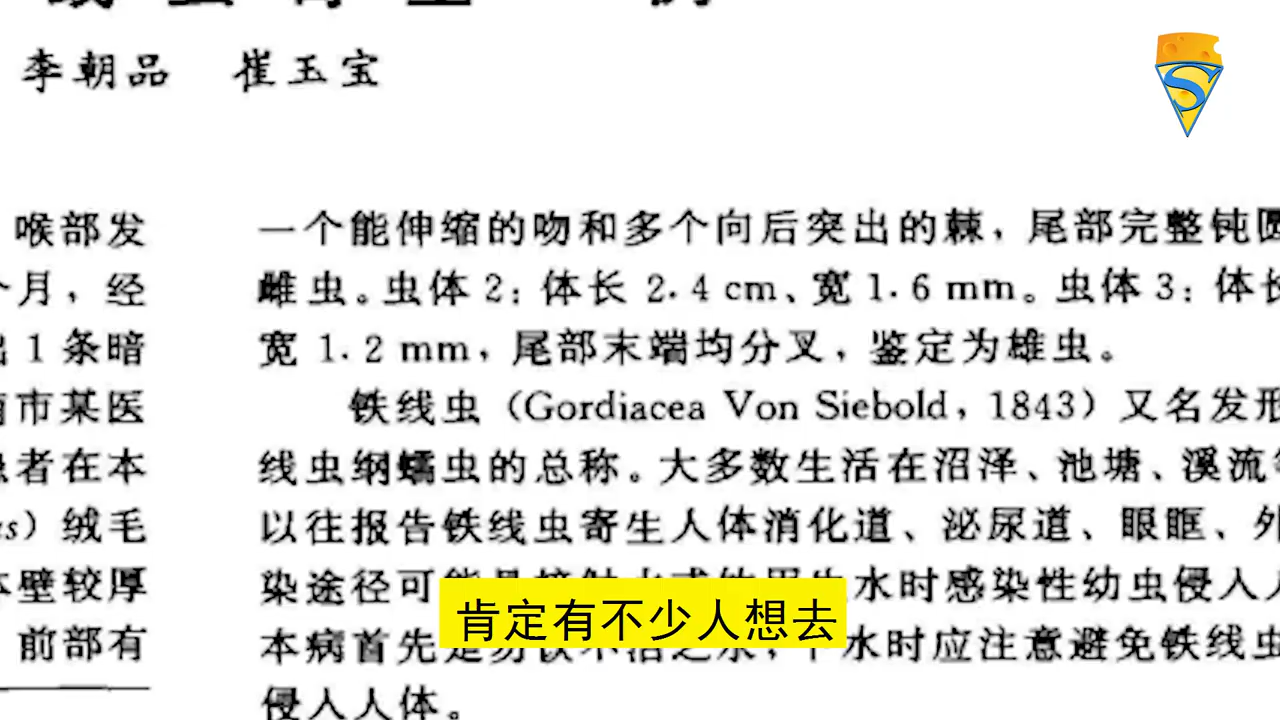 李朝品 崔玉宝
喉部发
月，经
1 条暗
市某医
者在本
s）绒毛
壁较厚
前部有
一个能伸缩的吻和多个向后突出的棘，尾部完整钝圆
雌虫。虫体 2：体长 2.4 cm、宽 1.6 mm。虫体 3：体长
宽 1.2 mm，尾部末端均分叉，鉴定为雄虫。
铁线虫（Gordiacea Von Siebold，1843）又名发形
线虫纲蠕虫的总称。大多数生活在沼泽、池塘、溪流
以往报告铁线虫寄生人体消化道、泌尿道、眼眶、外
染途径可 水时感染性幼虫侵入人
本病首先 水时应注意避免铁线虫
侵入人体。
肯定有不少人想去
S